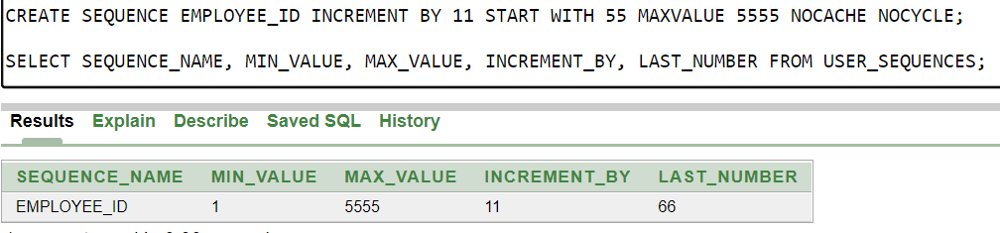 CREATE SEQUENCE EMPLOYEE_ID INCREMENT BY 11 START WITH 55 MAXVALUE 5555 NOCACHE NOCYCLE;
SELECT SEQUENCE_NAME, MIN_VALUE, MAX_VALUE, INCREMENT_BY, LAST_NUMBER FROM USER_SEQUENCES;
Results Explain Describe Saved SQL History
SEQUENCE_NAME MIN_VALUE MAX_VALUE INCREMENT_BY LAST_NUMBER
EMPLOYEE_ID 1 5555 11 66